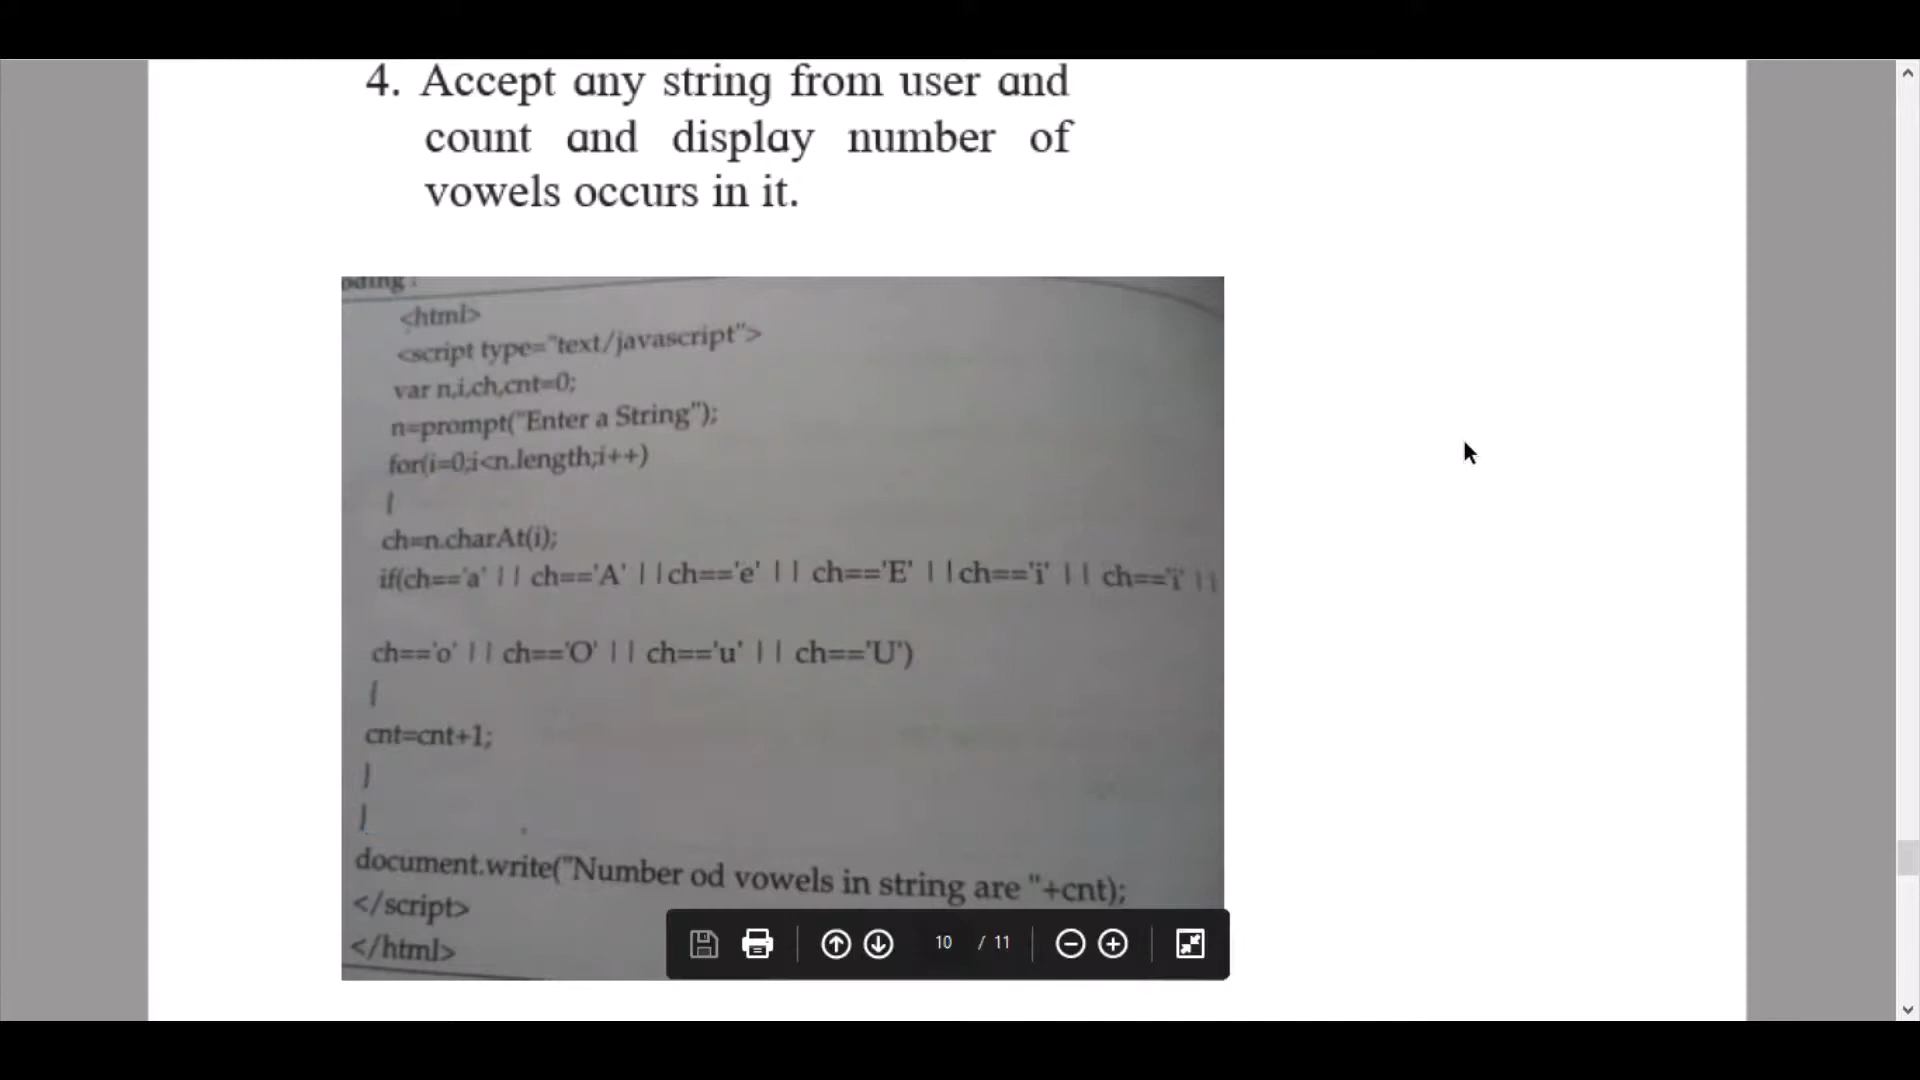 4. Accept any string from user and
count and display number of
vowels occurs in it.
oding :
<html>
<script type="text/javascript">
var n,i,ch,cnt=0;
n=prompt("Enter a String");
for(i=0;i<n.length;i++)
{
ch=n.charAt(i);
if(ch=='a' || ch=='A' ||ch=='e' || ch=='E' ||ch=='i' || ch=='i' ||
ch=='o' || ch=='O' || ch=='u' || ch=='U')
{
cnt=cnt+1;
}
}
document.write("Number od vowels in string are "+cnt);
</script>
</html>
10 / 11